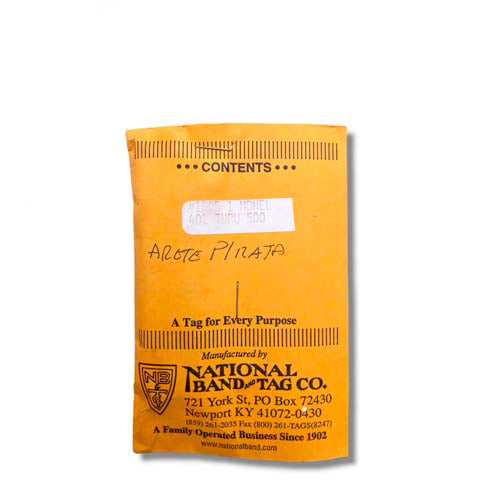 ••• CONTENTS •••
#1005-1 MONEL
401 THRU 500
ARETE PIRATA
A Tag for Every Purpose
Manufactured by
NATIONAL
BAND AND TAG CO.
721 York St, PO Box 72430
Newport KY 41072-0430
(859) 261-2035 Fax (800) 261-TAGS(8247)
A Family Operated Business Since 1902
www.nationalband.com
NB
T